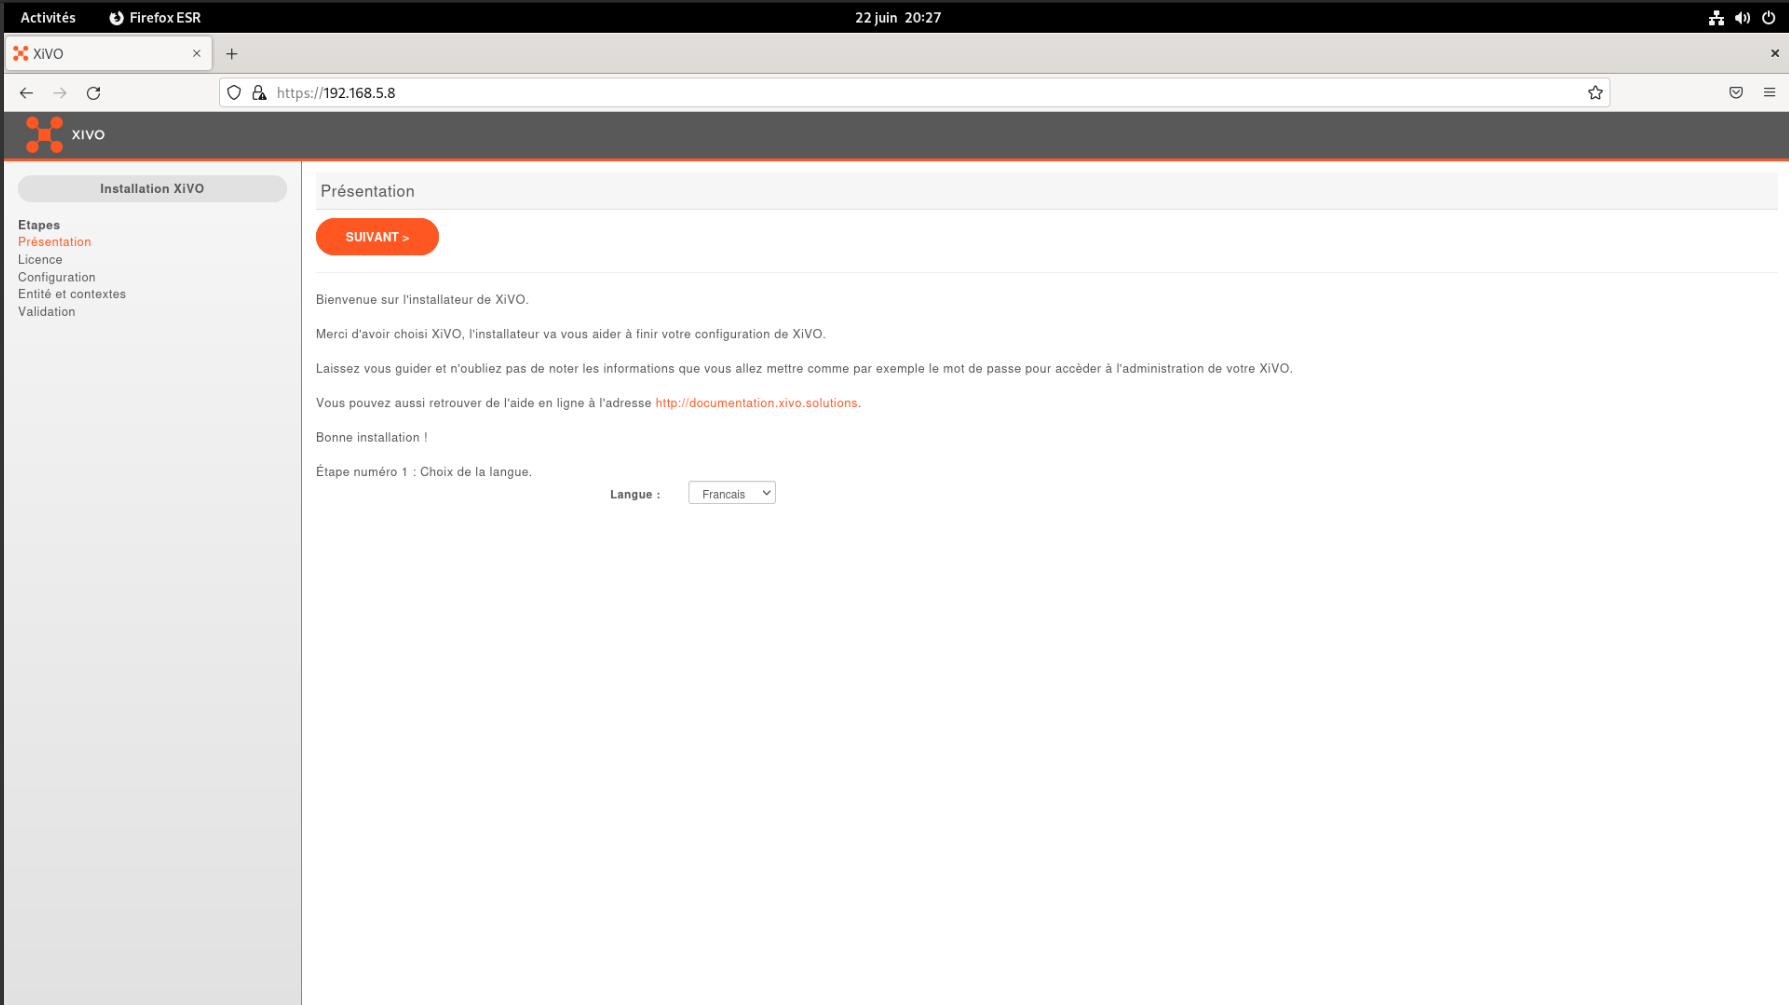 Activités Firefox ESR 22 juin 20:27
XiVO
https://192.168.5.8
XIVO
Installation XiVO
Etapes
Présentation
Licence
Configuration
Entité et contextes
Validation
Présentation
SUIVANT >
Bienvenue sur l'installateur de XiVO.
Merci d'avoir choisi XiVO, l'installateur va vous aider à finir votre configuration de XiVO.
Laissez vous guider et n'oubliez pas de noter les informations que vous allez mettre comme par exemple le mot de passe pour accèder à l'administration de votre XiVO.
Vous pouvez aussi retrouver de l'aide en ligne à l'adresse http://documentation.xivo.solutions.
Bonne installation !
Étape numéro 1 : Choix de la langue.
Langue : Francais